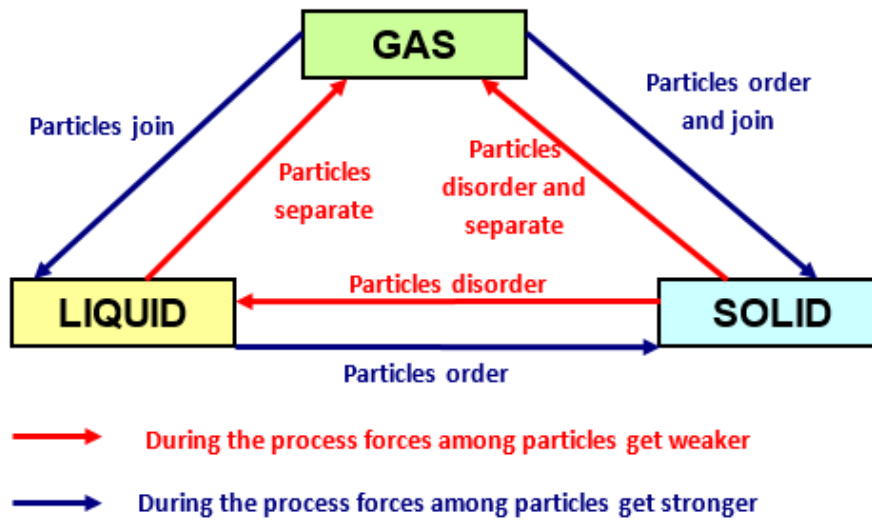 GAS
Particles join
Particles order
and join
Particles
separate
Particles
disorder and
separate
LIQUID
Particles disorder
SOLID
Particles order
During the process forces among particles get weaker
During the process forces among particles get stronger